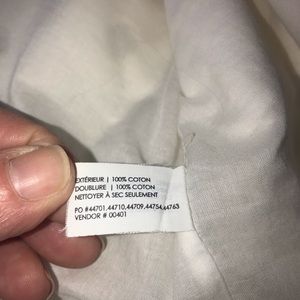 EXTÉRIEUR | 100% COTON
DOUBLURE | 100% COTON
NETTOYER À SEC SEULEMENT
PO #44701,44710,44709,44754,44763
VENDOR # 00401